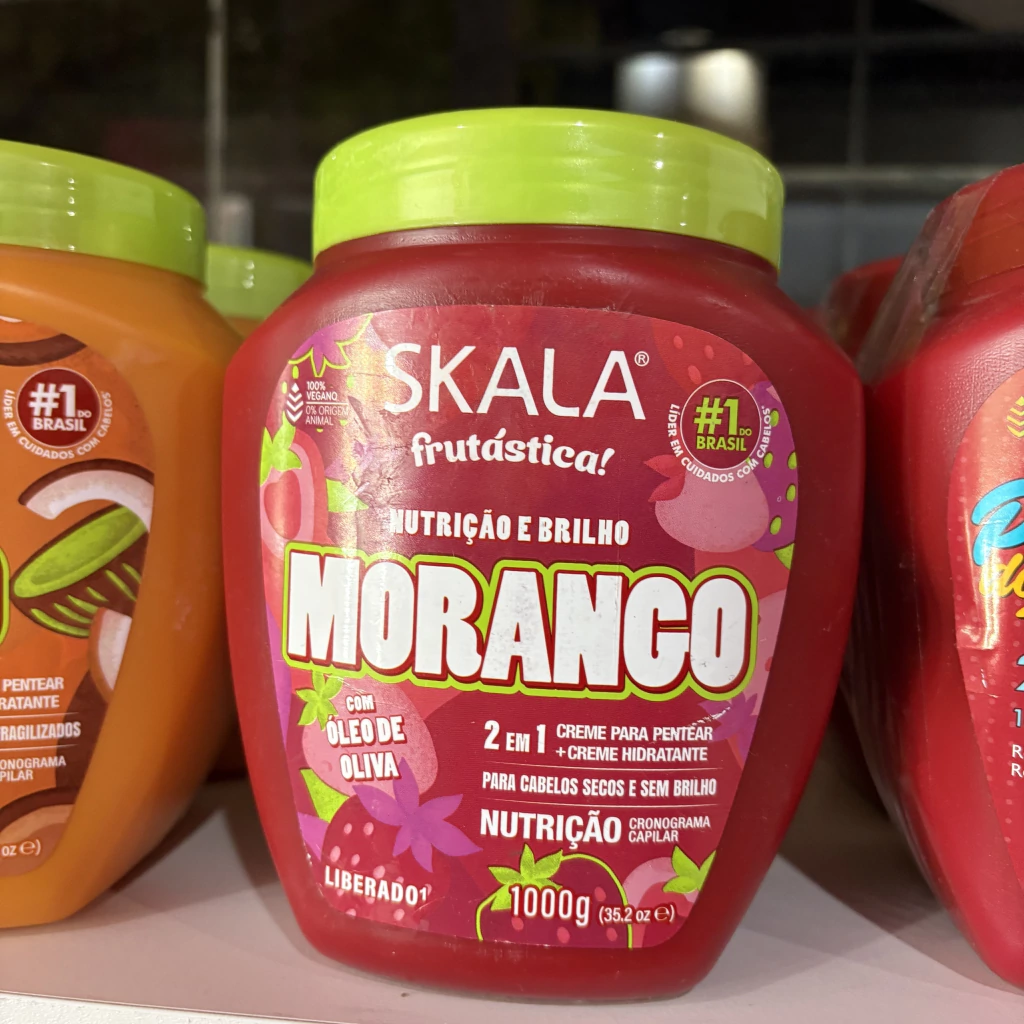 SKALA®
frutástica!
100%
VEGANO
0% ORIGEM
ANIMAL
#1 DO
BRASIL
LÍDER EM CUIDADOS COM CABELOS
NUTRIÇÃO E BRILHO
MORANGO
COM
ÓLEO DE
OLIVA
2 EM 1 CREME PARA PENTEAR
+CREME HIDRATANTE
PARA CABELOS SECOS E SEM BRILHO
NUTRIÇÃO CRONOGRAMA
CAPILAR
LIBERADO¹
1000g (35.2 oz ℮)
#1 DO
BRASIL
LÍDER EM CUIDADOS COM CABELOS
PENTEAR
RATANTE
RAGILIZADOS
ONOGRAMA
PILAR
oz ℮)